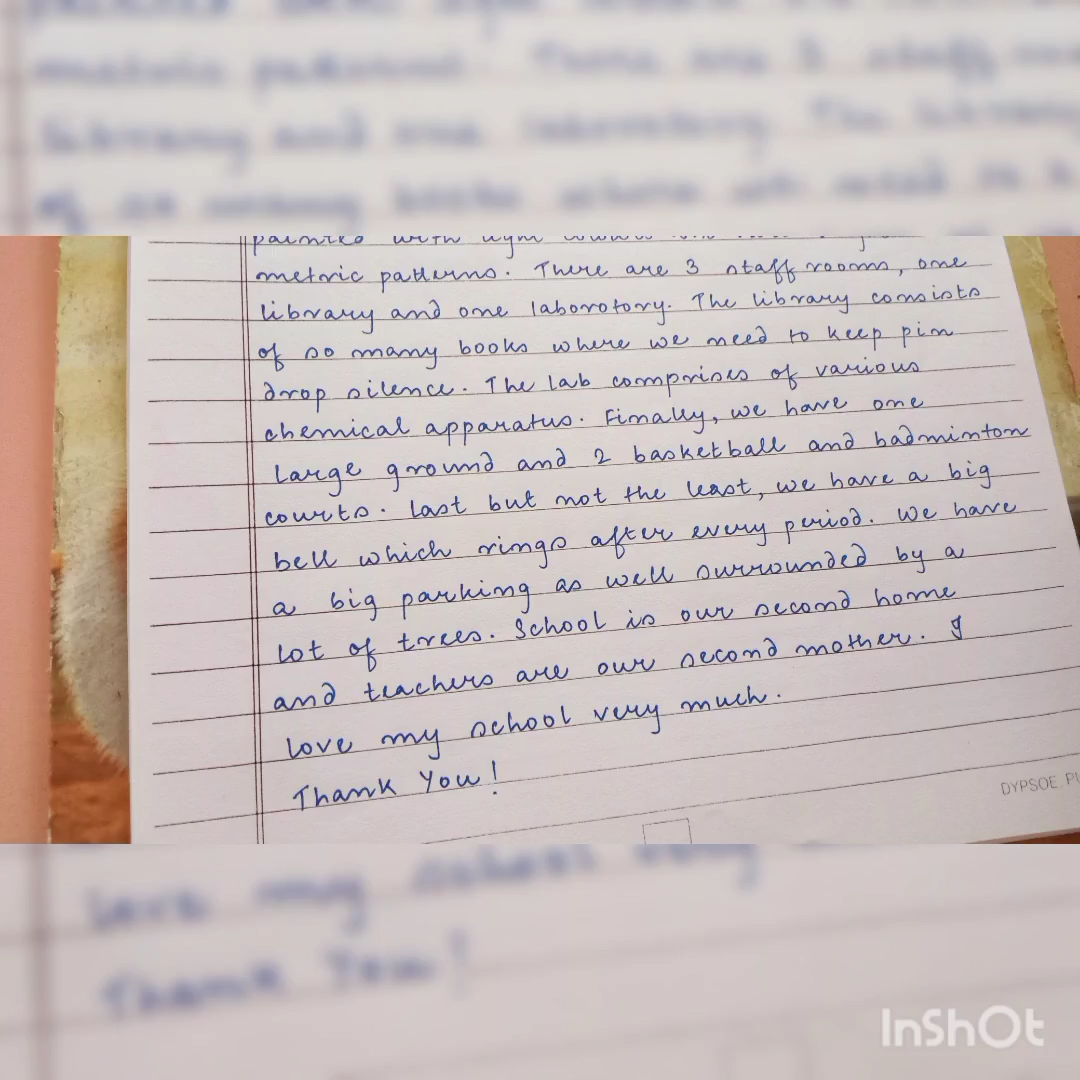 with
metric patterns. There are 3 staff rooms, one
library and one laborotory. The library consists
of so many books where we need to keep pin
drop silence. The lab comprises of various
chemical apparatus. Finally, we have one
large ground and 2 basketball and badminton
courts. Last but not the least, we have a big
bell which rings after every period. We have
a big parking as well surrounded by a
lot of trees. School is our second home
and teachers are our second mother. I
love my school very much.
Thank You!
DYPSOE
InShOt